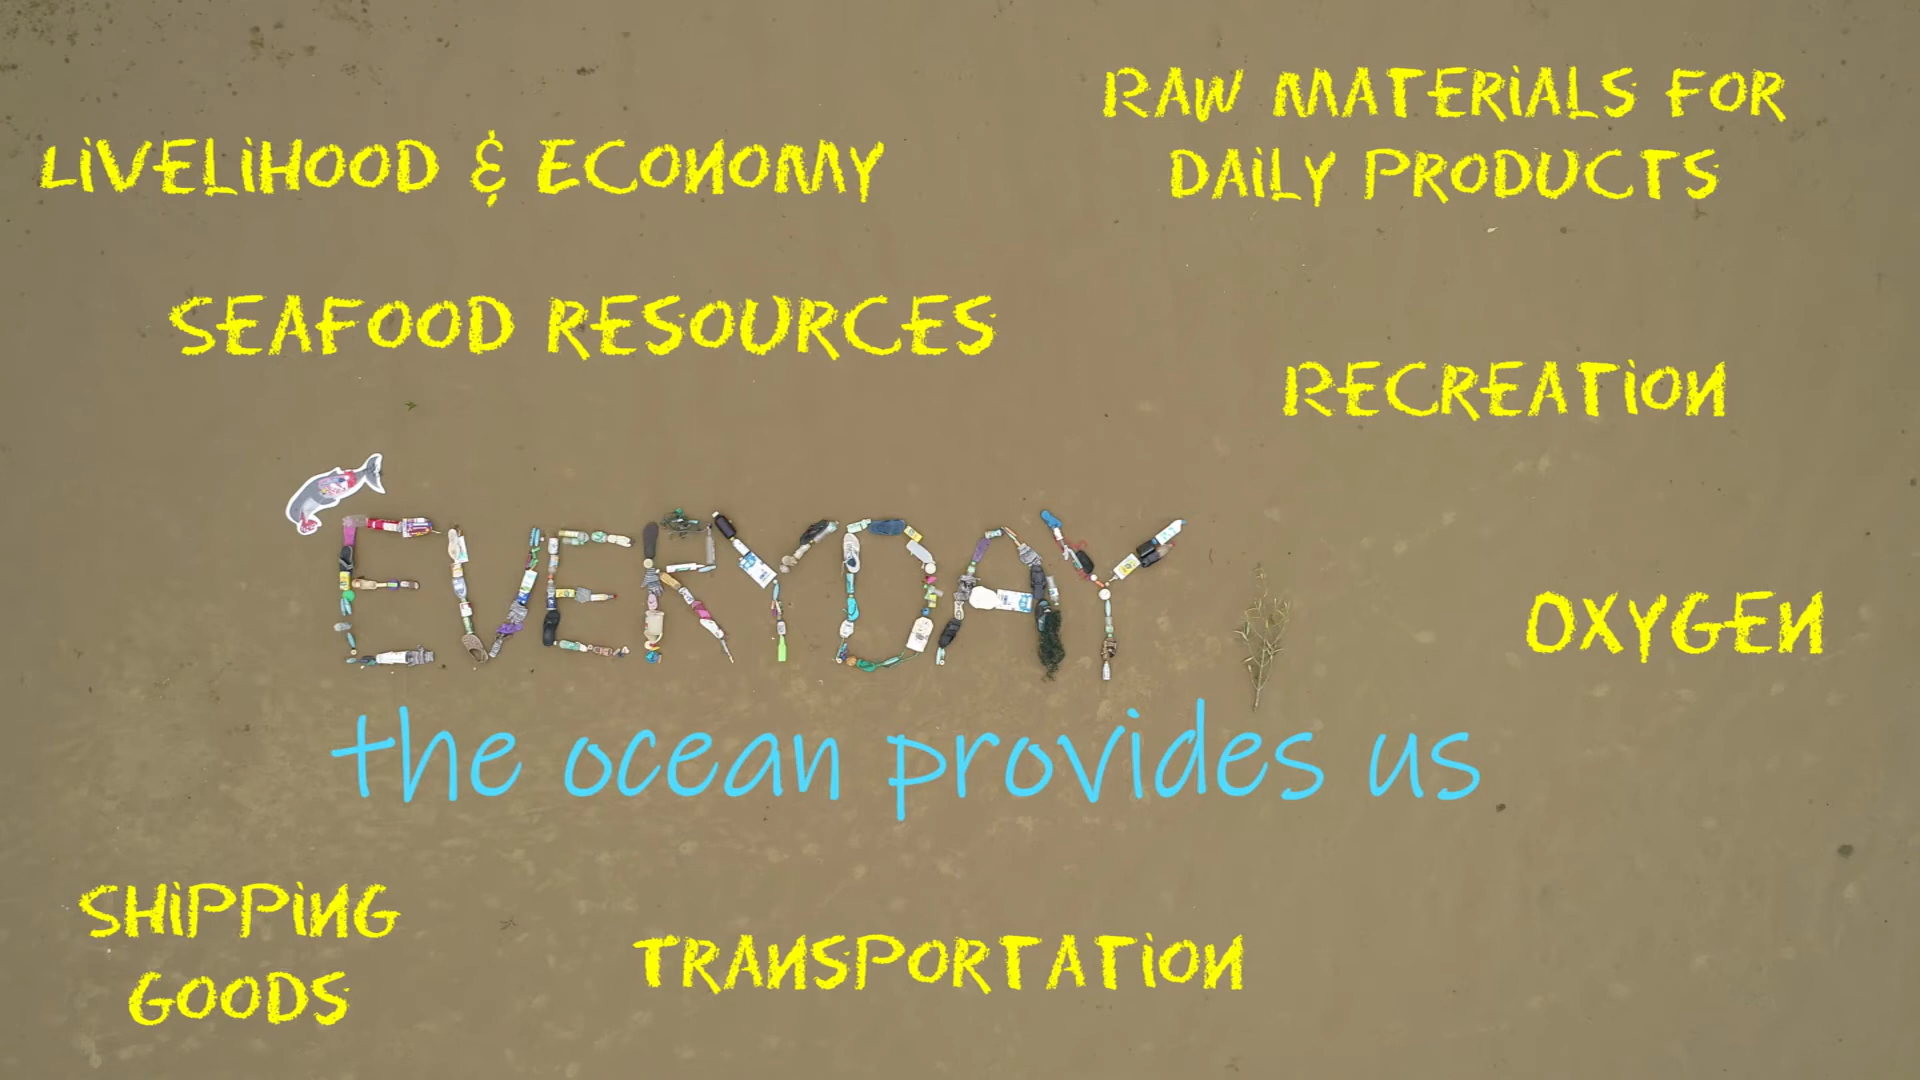 RAW MATERIALS FOR
DAILY PRODUCTS
LIVELIHOOD & ECONOMY
SEAFOOD RESOURCES
RECREATION
EVERYDAY
OXYGEN
the ocean provides us
SHIPPING
GOODS
TRANSPORTATION